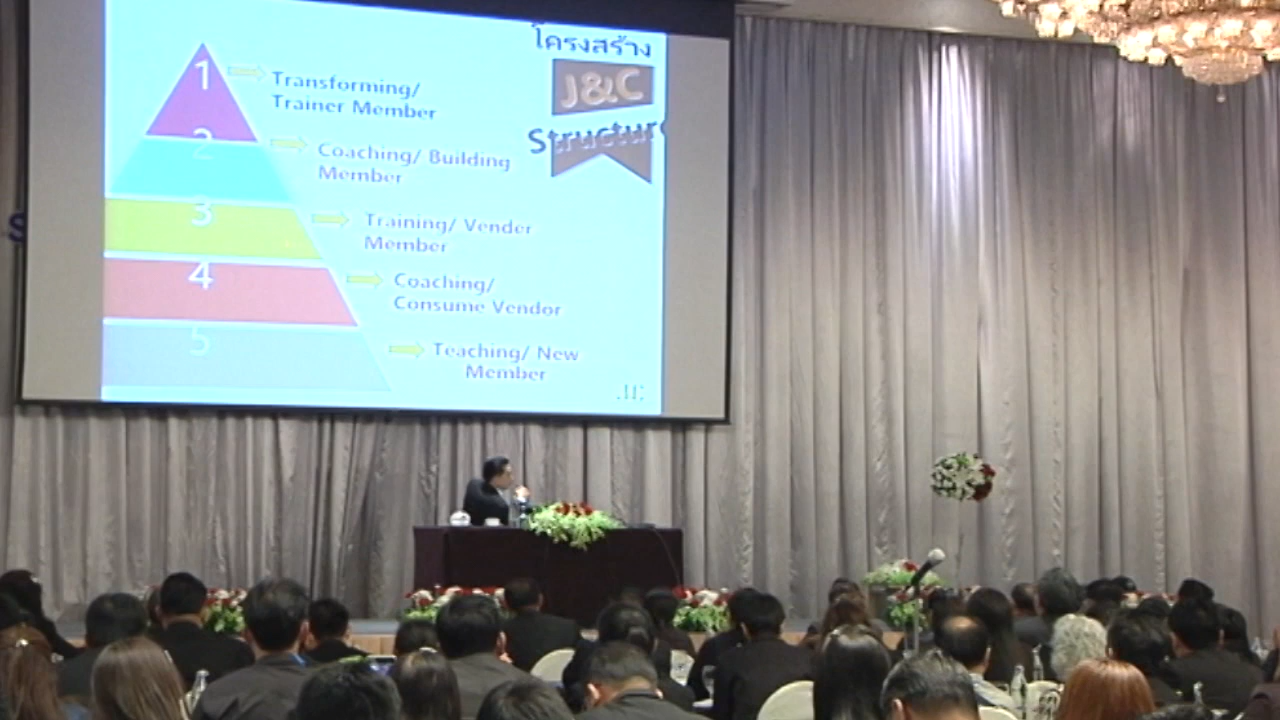 โครงสร้าง
J&C
Structure
1
Transforming/
Trainer Member
2
Coaching/ Building
Member
3
Training/ Vender
Member
4
Coaching/
Consume Vendor
5
Teaching/ New
Member